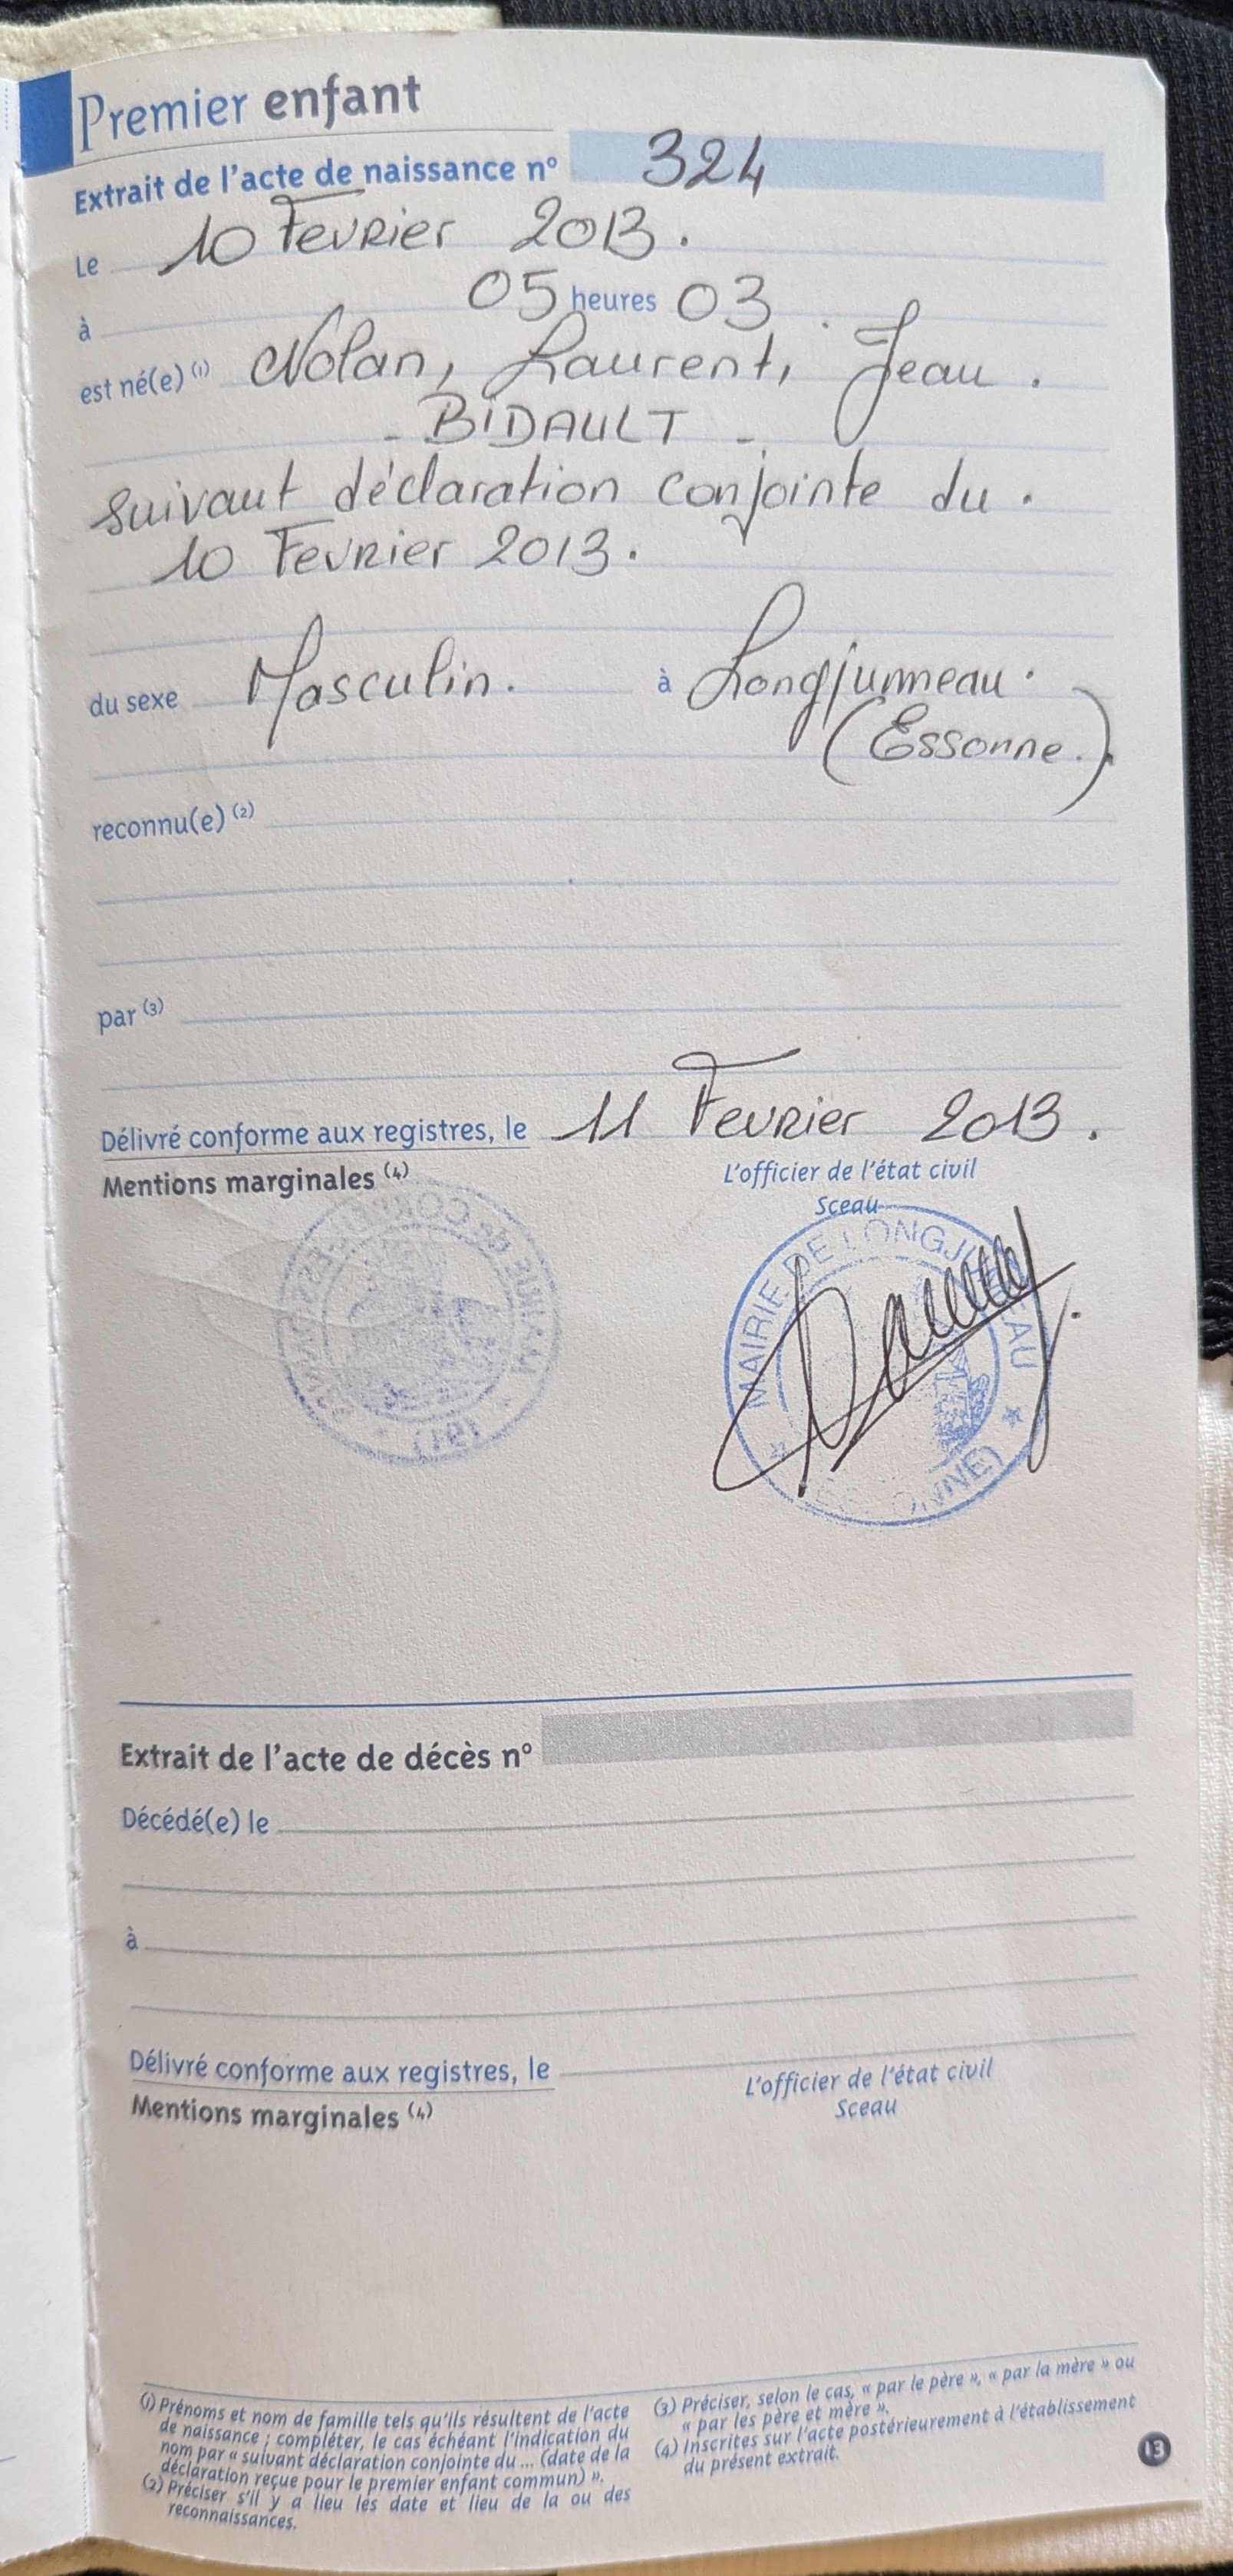 Premier enfant
Extrait de l'acte de naissance n° 324
Le 10 Fevrier 2013.
à 05 heures 03.
est né(e) (1) Nolan, Laurent, Jean.
- BIDAULT -
suivant déclaration conjointe du.
10 Fevrier 2013.
du sexe Masculin. à Longjumeau.
(Essonne.).
reconnu(e) (2)
par (3)
Délivré conforme aux registres, le 11 Fevrier 2013.
Mentions marginales (4)
L'officier de l'état civil
Sceau
MAIRIE DE LONGJUMEAU
(ESSONNE)
Extrait de l'acte de décès n°
Décédé(e) le
à
Délivré conforme aux registres, le
Mentions marginales (4)
L'officier de l'état civil
Sceau
(1) Prénoms et nom de famille tels qu'ils résultent de l'acte
de naissance ; compléter, le cas échéant l'indication du
nom par « suivant déclaration conjointe du ... (date de la
déclaration reçue pour le premier enfant commun) ».
(2) Préciser s'il y a lieu les date et lieu de la ou des
reconnaissances.
(3) Préciser, selon le cas, « par le père », « par la mère » ou
« par les père et mère ».
(4) Inscrites sur l'acte postérieurement à l'établissement
du présent extrait.
13